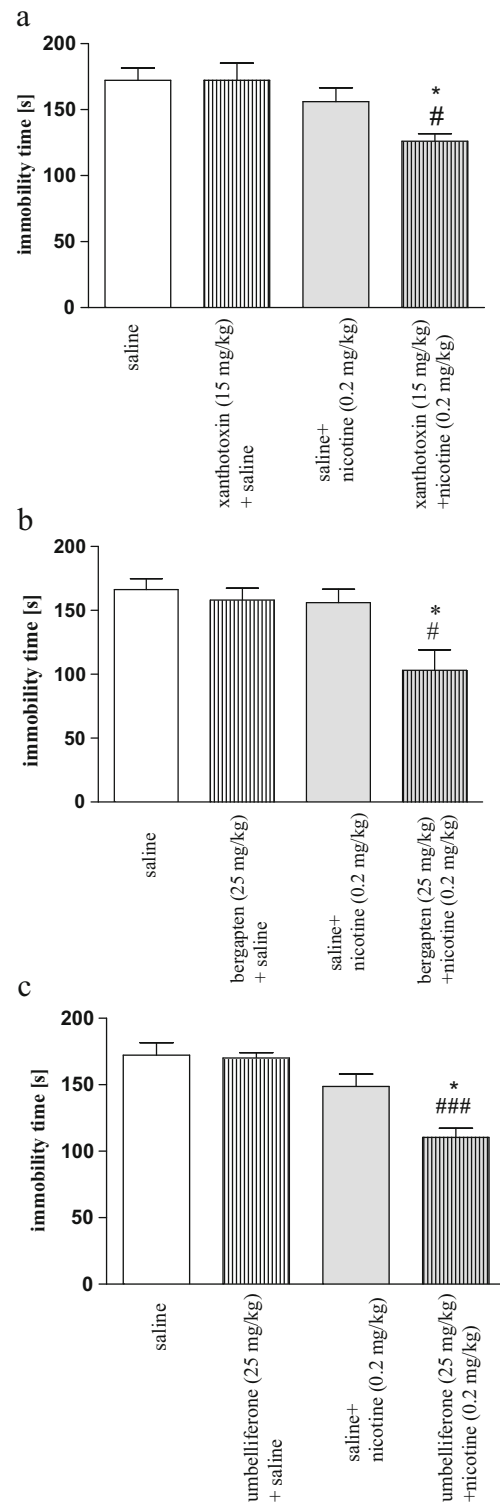 a
immobility time [s]
200
150
100
50
0
saline
xanthotoxin (15 mg/kg)
+ saline
saline+
nicotine (0.2 mg/kg)
*
#
xanthotoxin (15 mg/kg)
+nicotine (0.2 mg/kg)
b
immobility time [s]
200
150
100
50
0
saline
bergapten (25 mg/kg)
+ saline
saline+
nicotine (0.2 mg/kg)
*
#
bergapten (25 mg/kg)
+nicotine (0.2 mg/kg)
c
immobility time [s]
200
150
100
50
0
saline
umbelliferone (25 mg/kg)
+ saline
saline+
nicotine (0.2 mg/kg)
*
###
umbelliferone (25 mg/kg)
+nicotine (0.2 mg/kg)